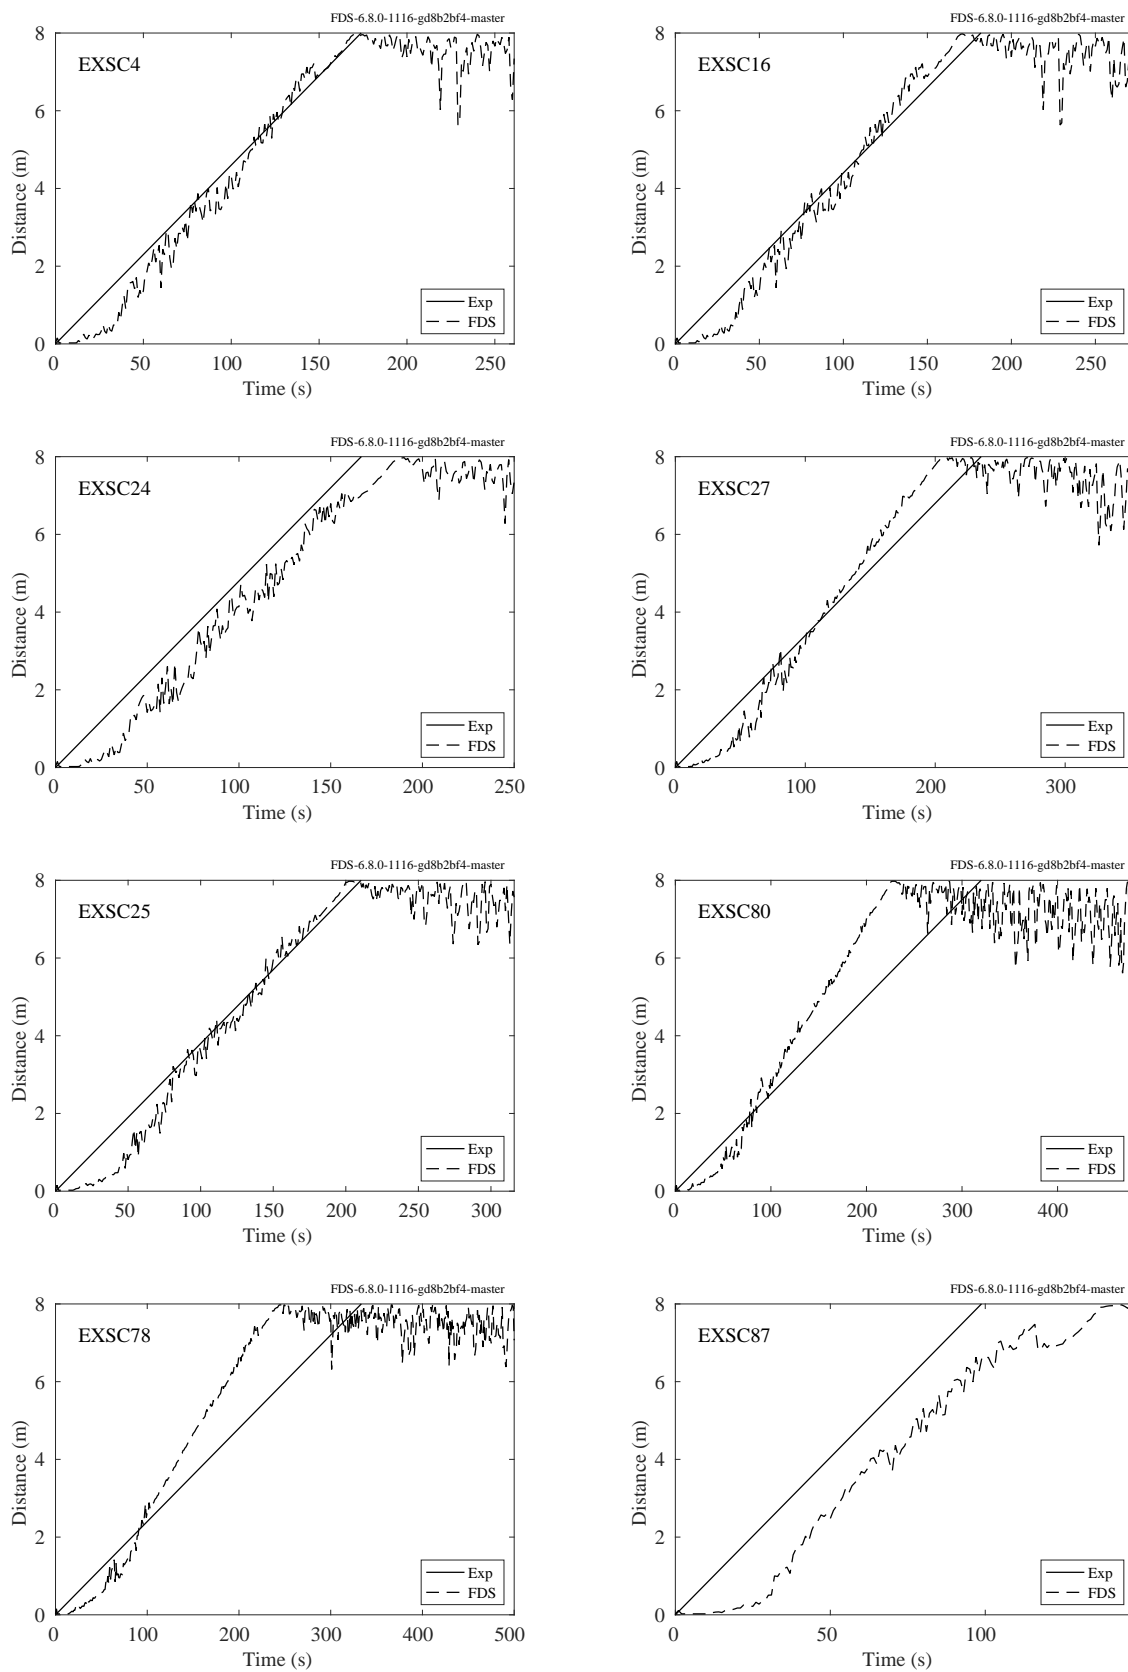 FDS-6.8.0-1116-gd8b2bf4-master
EXSC4
Distance (m)
8
6
4
2
0
Exp
FDS
0 50 100 150 200 250
Time (s)
FDS-6.8.0-1116-gd8b2bf4-master
EXSC16
Distance (m)
8
6
4
2
0
Exp
FDS
0 50 100 150 200 250
Time (s)
FDS-6.8.0-1116-gd8b2bf4-master
EXSC24
Distance (m)
8
6
4
2
0
Exp
FDS
0 50 100 150 200 250
Time (s)
FDS-6.8.0-1116-gd8b2bf4-master
EXSC27
Distance (m)
8
6
4
2
0
Exp
FDS
0 100 200 300
Time (s)
FDS-6.8.0-1116-gd8b2bf4-master
EXSC25
Distance (m)
8
6
4
2
0
Exp
FDS
0 50 100 150 200 250 300
Time (s)
FDS-6.8.0-1116-gd8b2bf4-master
EXSC80
Distance (m)
8
6
4
2
0
Exp
FDS
0 100 200 300 400
Time (s)
FDS-6.8.0-1116-gd8b2bf4-master
EXSC78
Distance (m)
8
6
4
2
0
Exp
FDS
0 100 200 300 400 500
Time (s)
FDS-6.8.0-1116-gd8b2bf4-master
EXSC87
Distance (m)
8
6
4
2
0
Exp
FDS
0 50 100
Time (s)